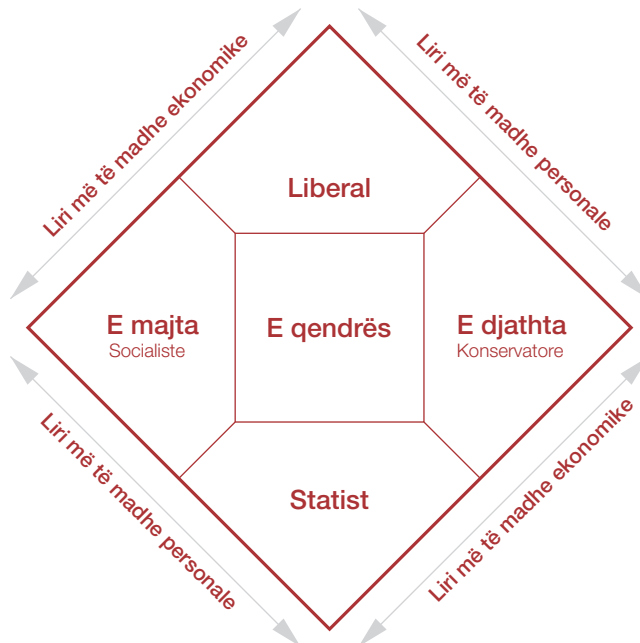 Liri më të madhe ekonomike
Liri më të madhe personale
Liberal
E majta
Socialiste
E qendrës
E djathta
Konservatore
Statist
Liri më të madhe personale
Liri më të madhe ekonomike